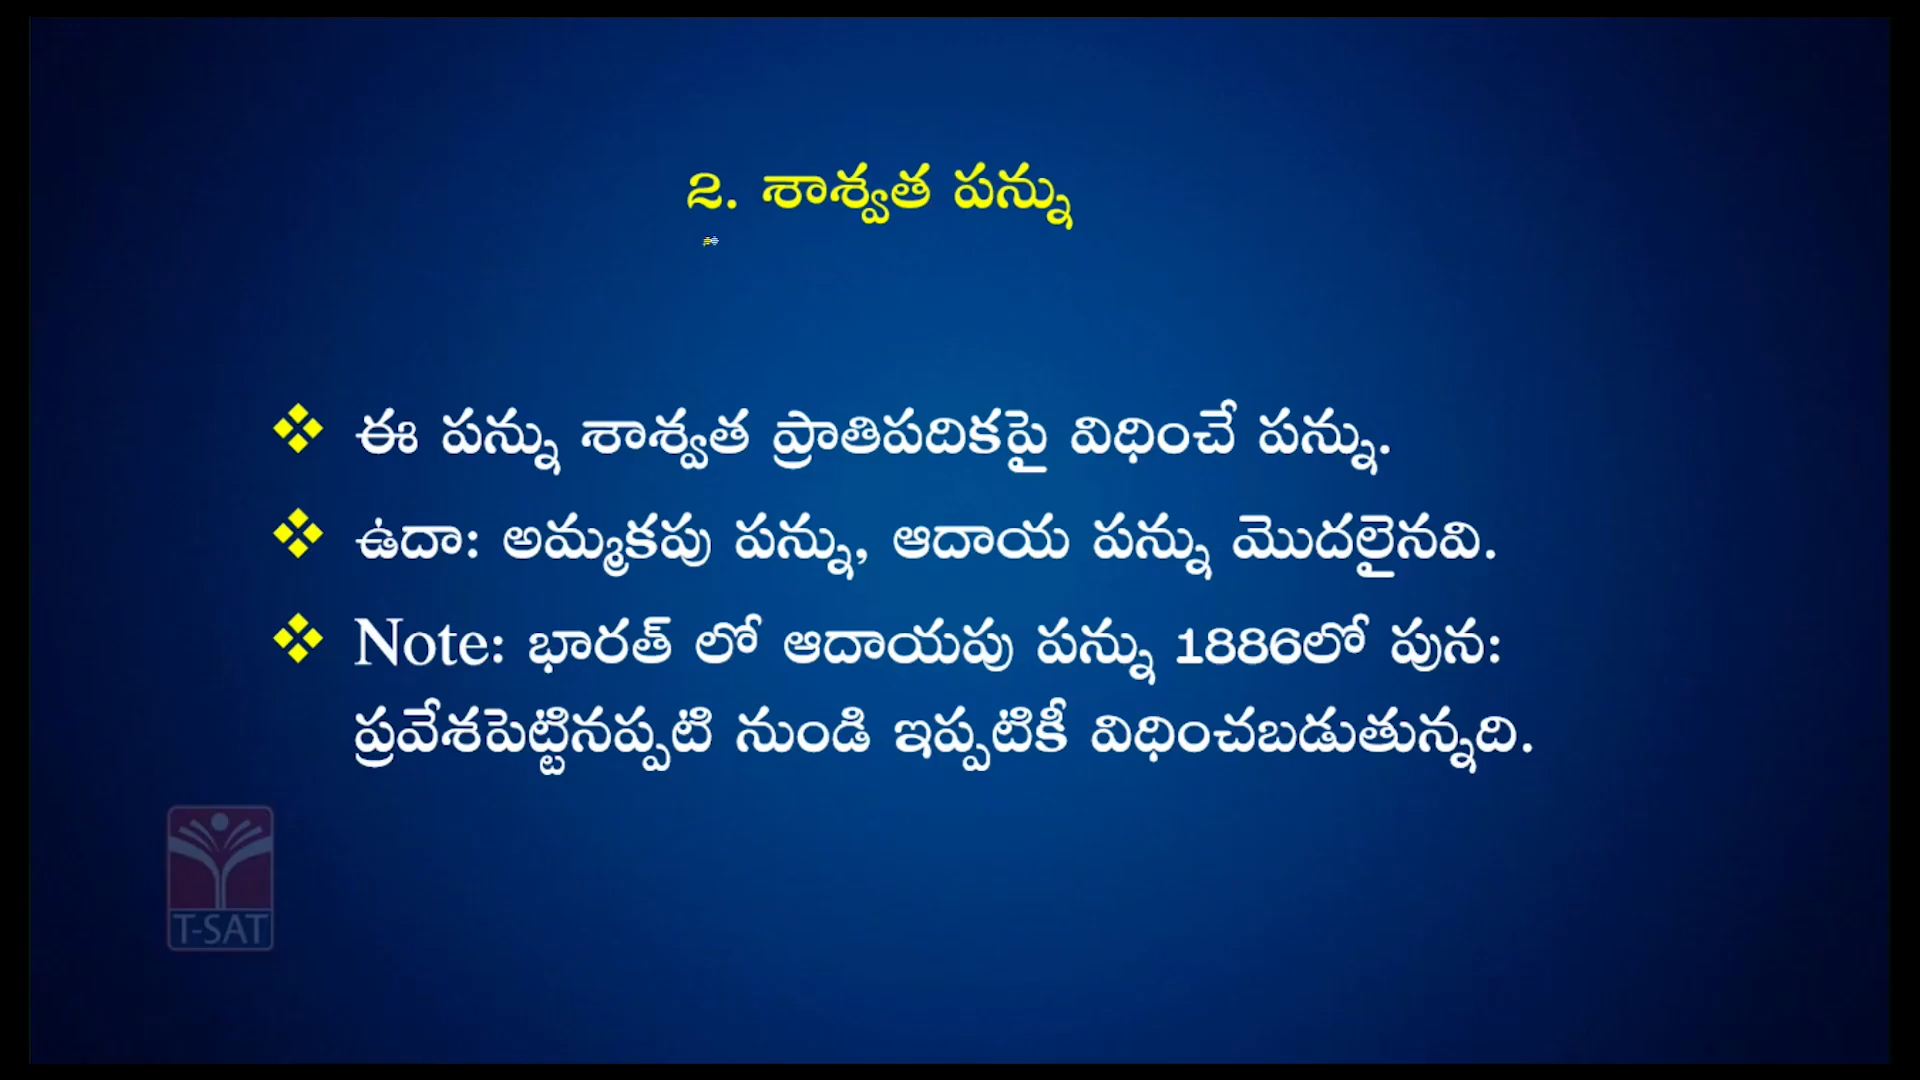 2. శాశ్వత పన్ను
ఈ పన్ను శాశ్వత ప్రాతిపదికపై విధించే పన్ను.
ఉదా: అమ్మకపు పన్ను, ఆదాయ పన్ను మొదలైనవి.
Note: భారత్ లో ఆదాయపు పన్ను 1886లో పున:
ప్రవేశపెట్టినప్పటి నుండి ఇప్పటికీ విధించబడుతున్నది.
T-SAT